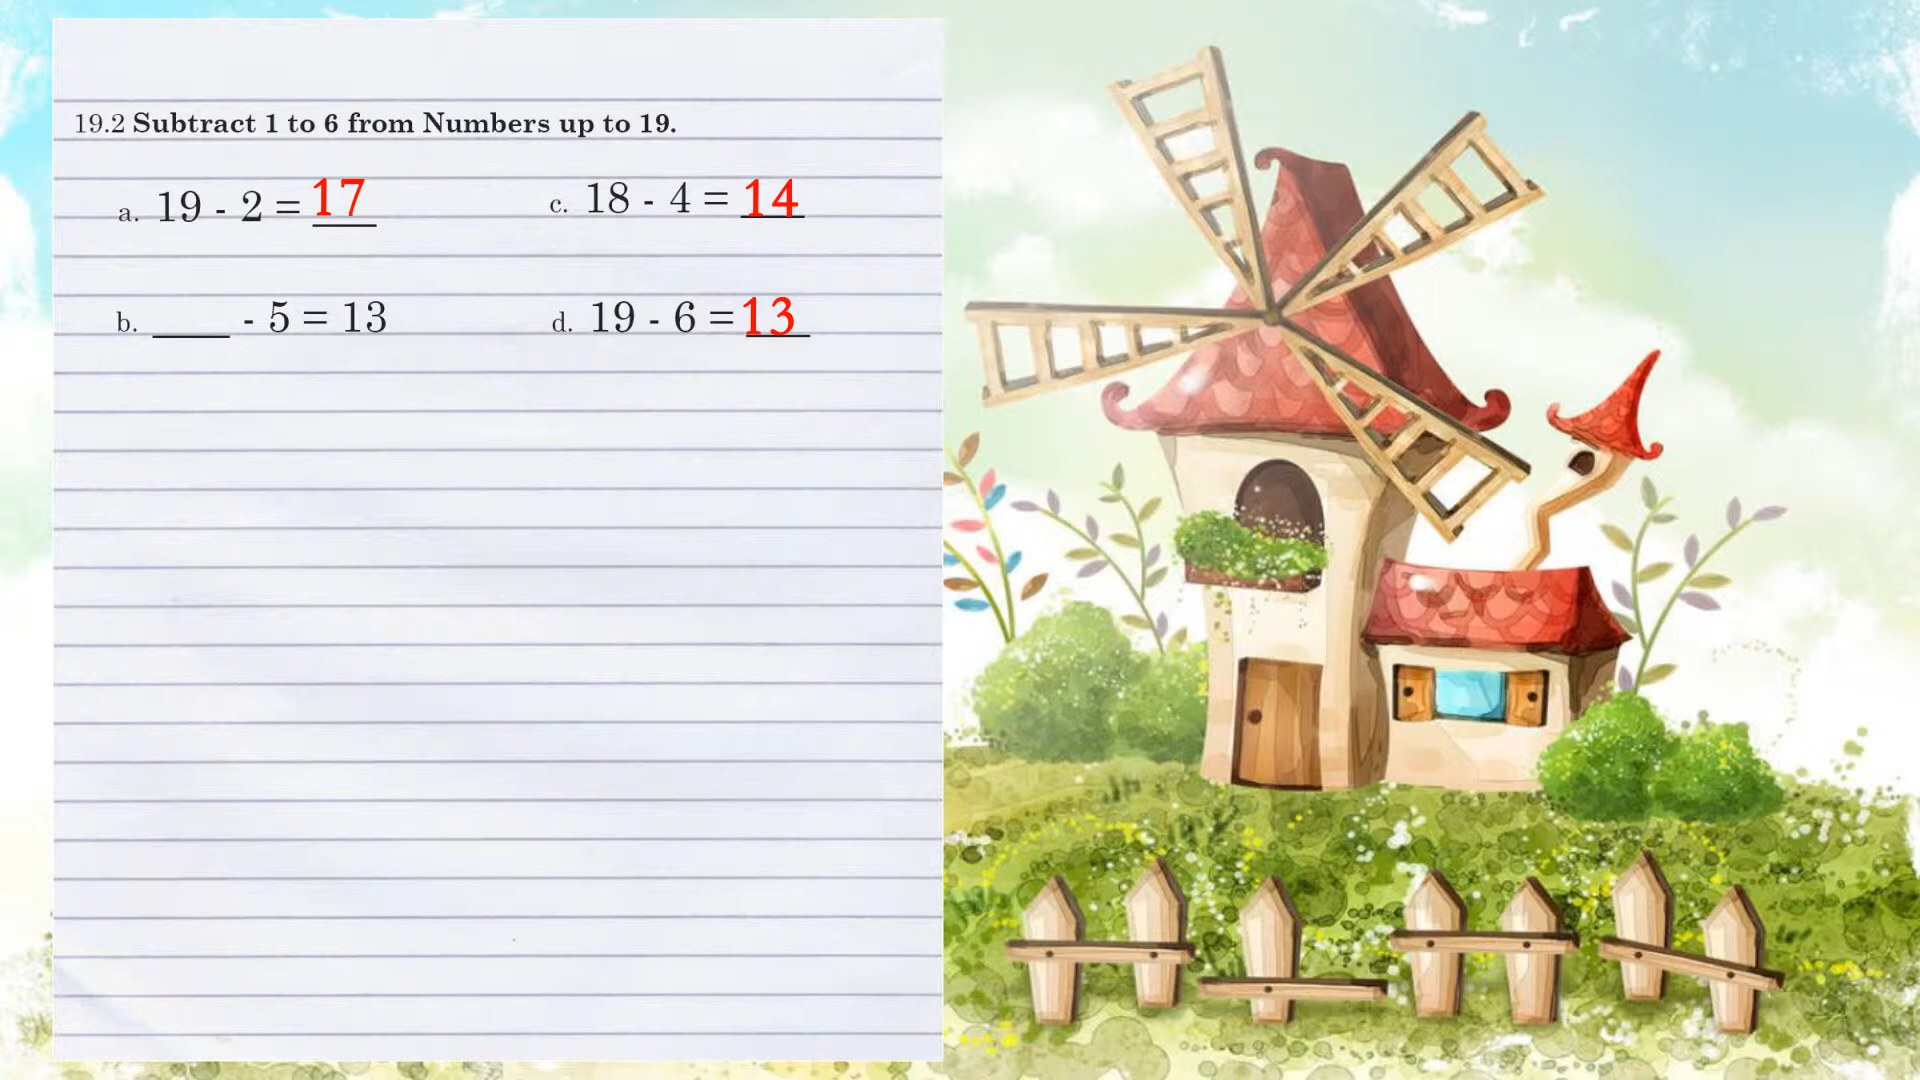 19.2 Subtract 1 to 6 from Numbers up to 19.
a. 19 - 2 = 17
c. 18 - 4 = 14
b. ____ - 5 = 13
d. 19 - 6 = 13